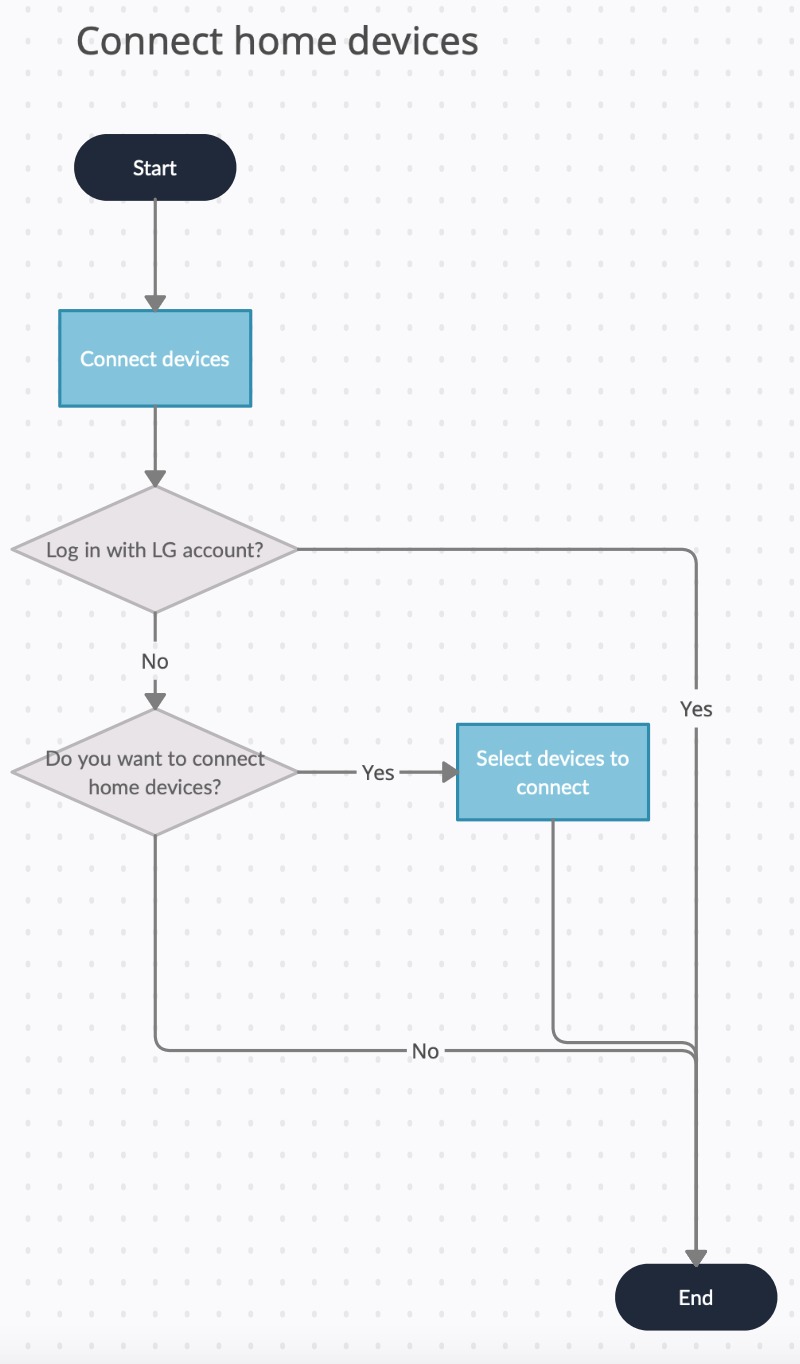 Connect home devices
Start
Connect devices
Log in with LG account?
No
Yes
Do you want to connect
home devices?
Yes
Select devices to
connect
No
End